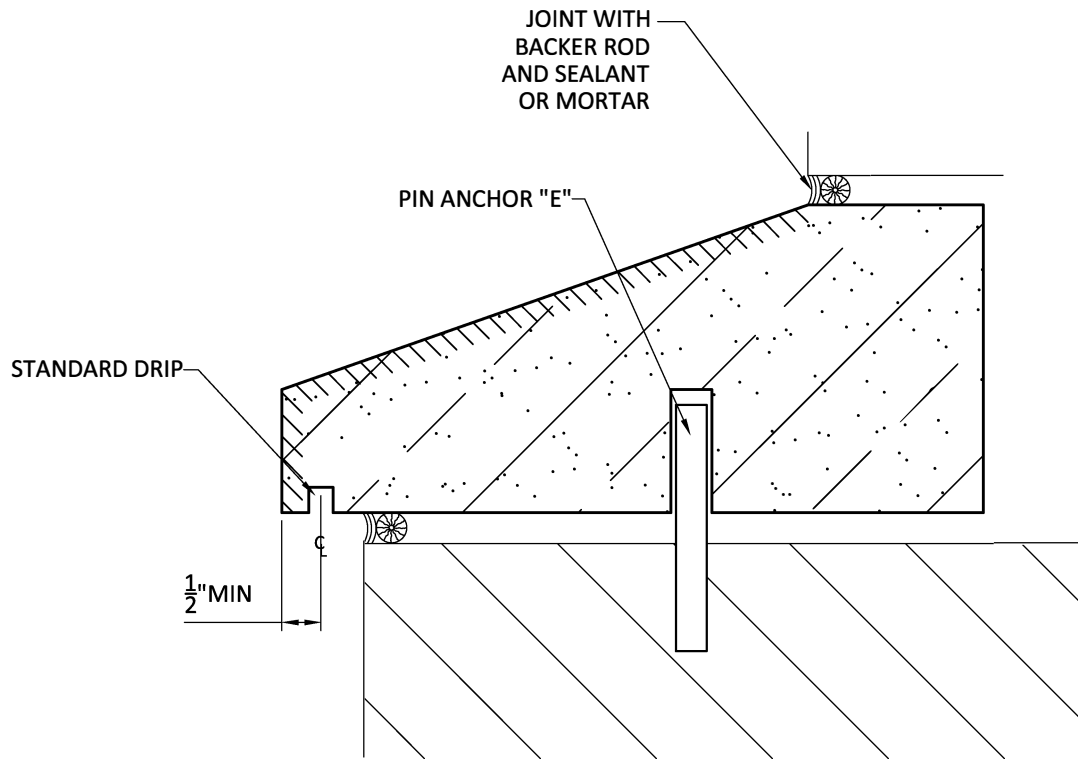 JOINT WITH
BACKER ROD
AND SEALANT
OR MORTAR
PIN ANCHOR "E"
STANDARD DRIP
℄
1/2" MIN